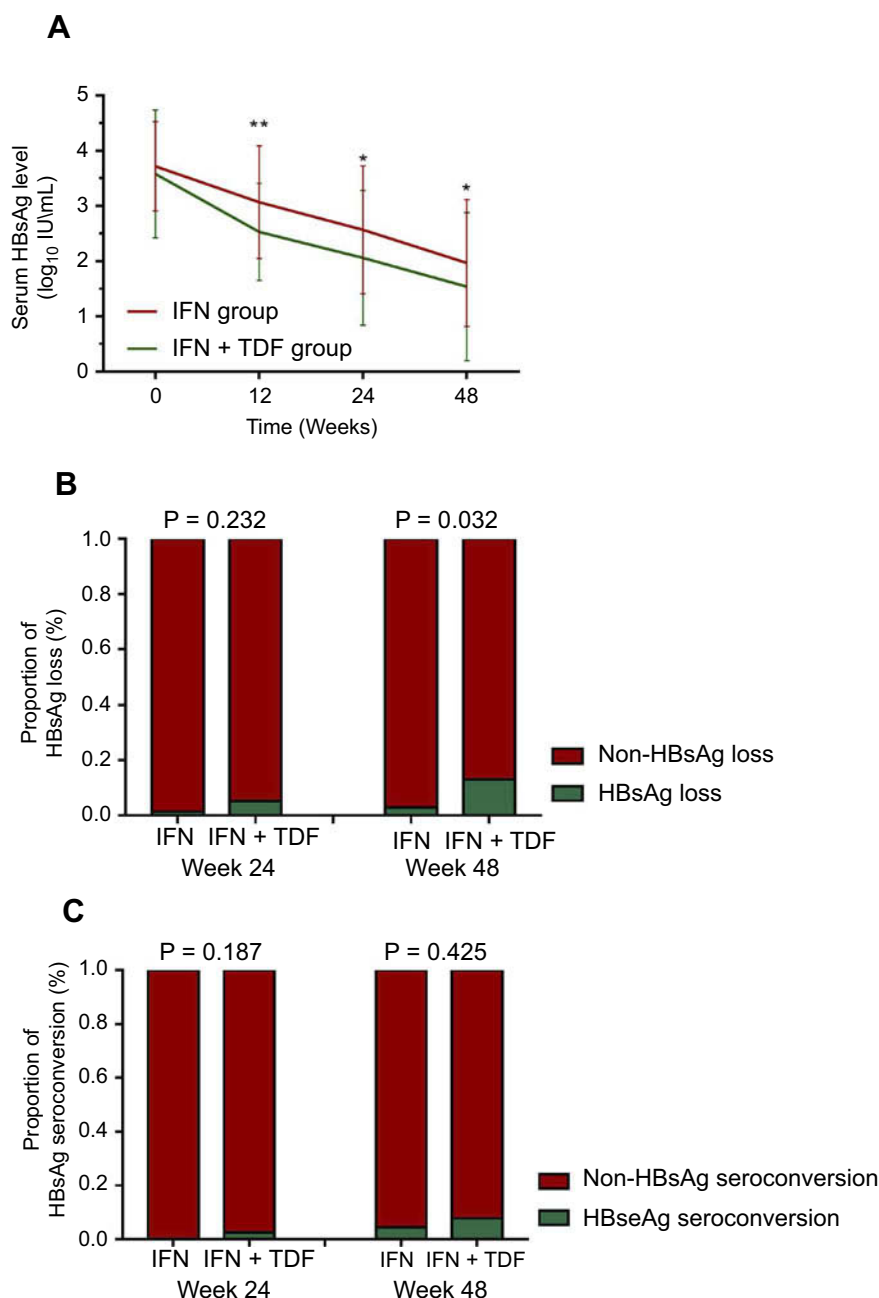 A
5
4
3
2
1
0
Serum HBsAg level
(log10 IU\mL)
**
*
*
IFN group
IFN + TDF group
0 12 24 48
Time (Weeks)
B
P = 0.232 P = 0.032
1.0
0.8
0.6
0.4
0.2
0.0
Proportion of
HBsAg loss (%)
Non-HBsAg loss
HBsAg loss
IFN IFN + TDF IFN IFN + TDF
Week 24 Week 48
C
P = 0.187 P = 0.425
1.0
0.8
0.6
0.4
0.2
0.0
Proportion of
HBsAg seroconversion (%)
Non-HBsAg seroconversion
HBseAg seroconversion
IFN IFN + TDF IFN IFN + TDF
Week 24 Week 48